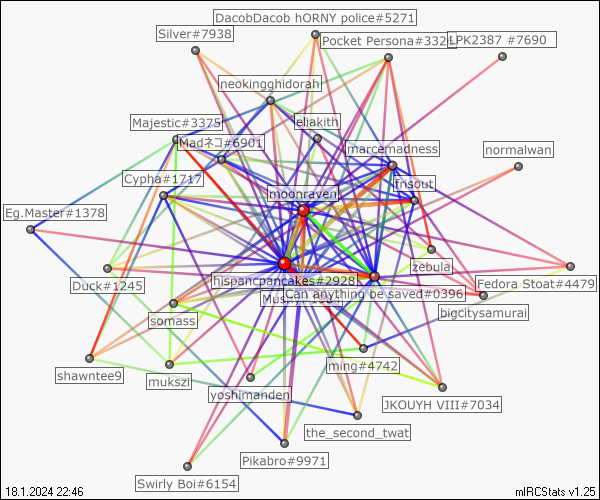 DacobDacob hORNY police#5271
Silver#7938
Pocket Persona#332
LPK2387 #7690
neokingghidorah
Majestic#3375
eliakith
Madネコ#6901
marcemadness
normalwan
Cypha#1717
frisout
moonraven
Eg.Master#1378
zebula
hispancpancakes#2928
Duck#1245
Fedora Stoat#4479
Can anything be saved#0396
bigcitysamurai
somass
ming#4742
shawntee9
mukszi
yoshimanden
JKOUYH VIII#7034
the_second_twat
Pikabro#9971
Swirly Boi#6154
18.1.2024 22:46
mIRCStats v1.25